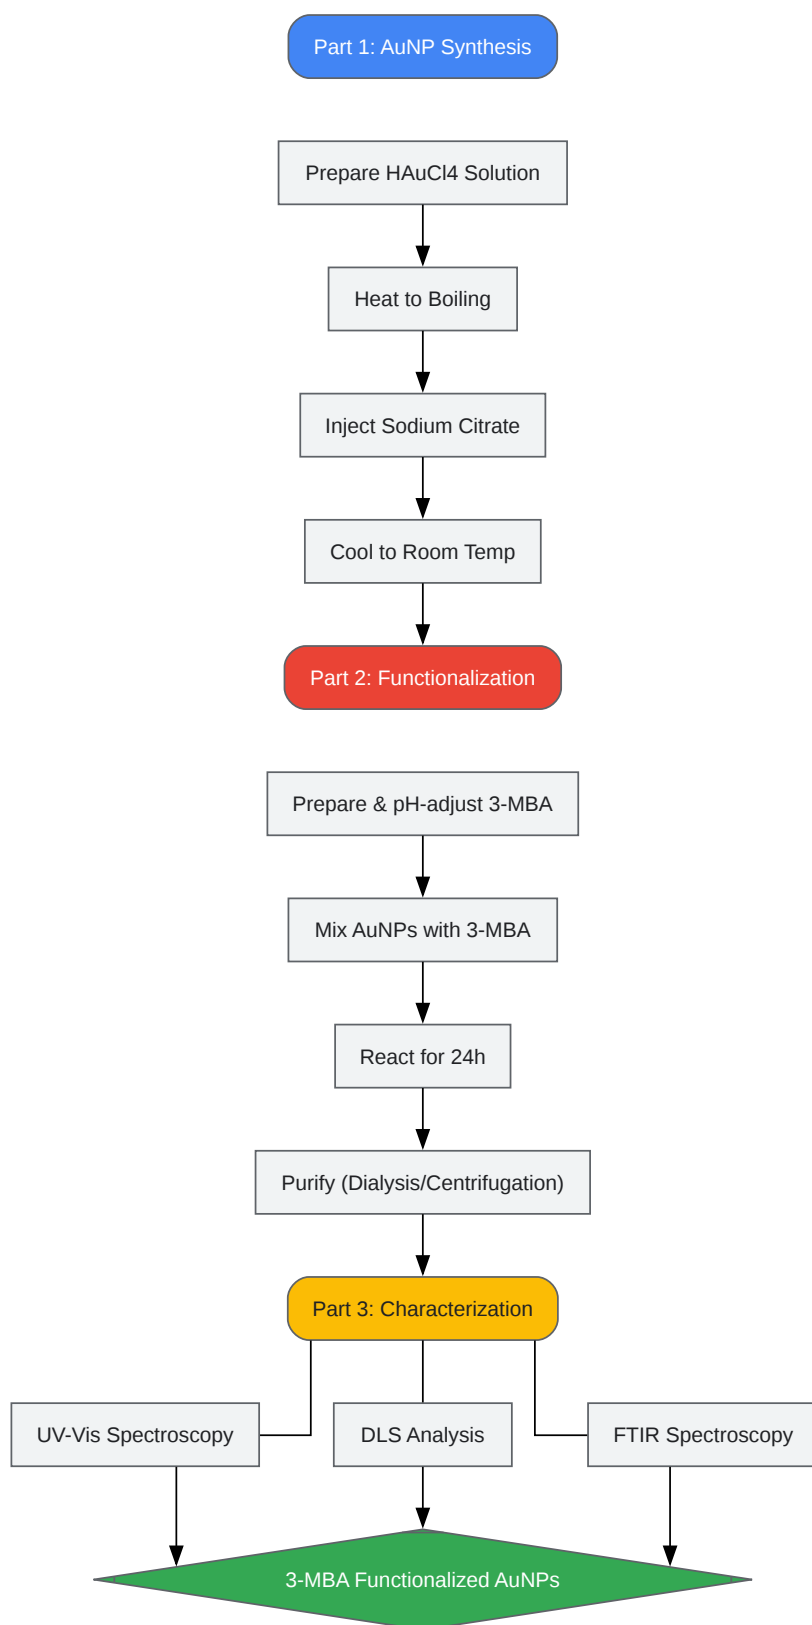 Part 1: AuNP Synthesis
Prepare HAuCl4 Solution
Heat to Boiling
Inject Sodium Citrate
Cool to Room Temp
Part 2: Functionalization
Prepare & pH-adjust 3-MBA
Mix AuNPs with 3-MBA
React for 24h
Purify (Dialysis/Centrifugation)
Part 3: Characterization
UV-Vis Spectroscopy
DLS Analysis
FTIR Spectroscopy
3-MBA Functionalized AuNPs